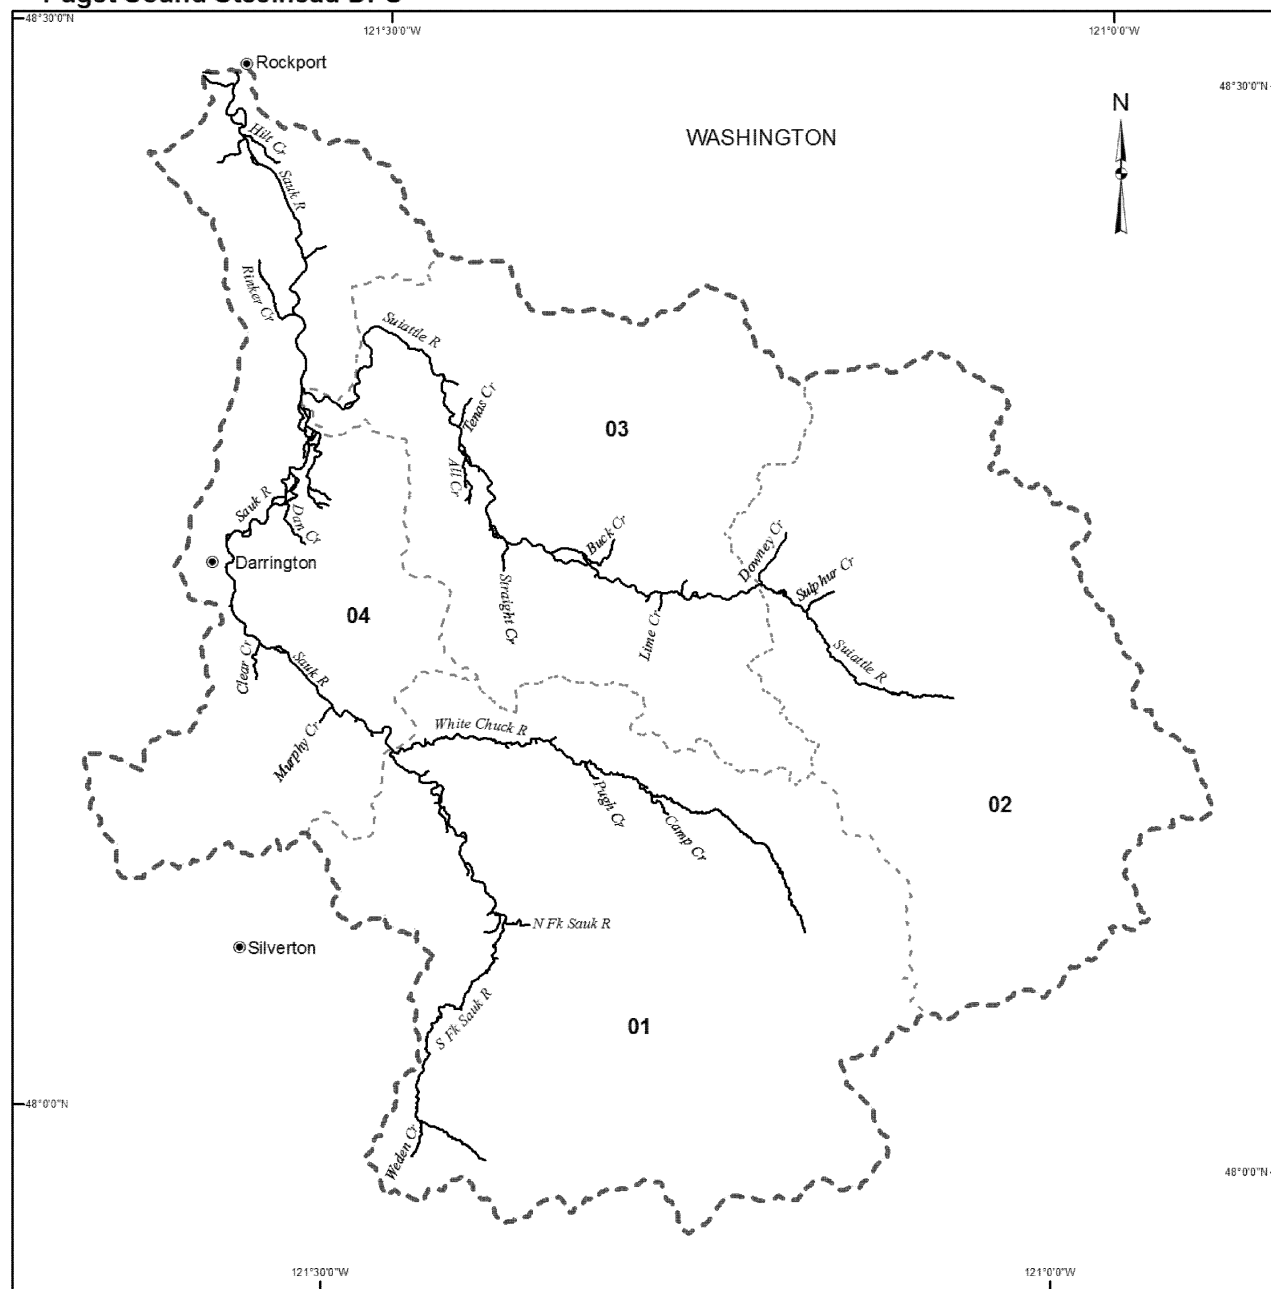 Puget Sound Steelhead DPS
48°30'0"N
121°30'0"W
121°0'0"W
48°30'0"N
Rockport
N
WASHINGTON
Hilt Cr
Sauk R
Rinker Cr
Suiattle R
Tenas Cr
03
All Cr
Sauk R
Dan Cr
Buck Cr
Downey Cr
Darrington
Sulphur Cr
Straight Cr
04
Lime Cr
Clear Cr
Sauk R
Suiattle R
White Chuck R
Murphy Cr
Pugh Cr
02
Camp Cr
N Fk Sauk R
Silverton
S Fk Sauk R
01
48°0'0"N
Weden Cr
48°0'0"N
121°30'0"W
121°0'0"W